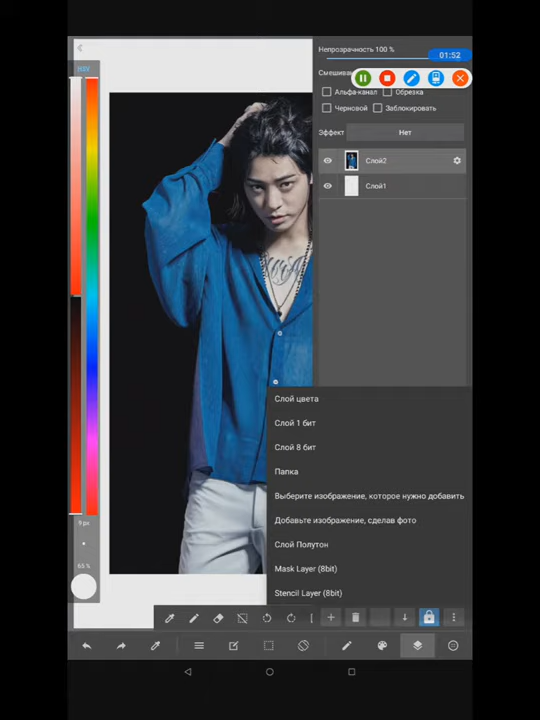 Непрозрачность 100 %
01:52
HSV
Альфа-канал
Обрезка
Черновой
Заблокировать
Эффект
Нет
Слой2
Слой1
Слой цвета
Слой 1 бит
Слой 8 бит
Папка
Выберите изображение, которое нужно добавить
Добавьте изображение, сделав фото
Слой Полутон
Mask Layer (8bit)
Stencil Layer (8bit)
9 px
65 %